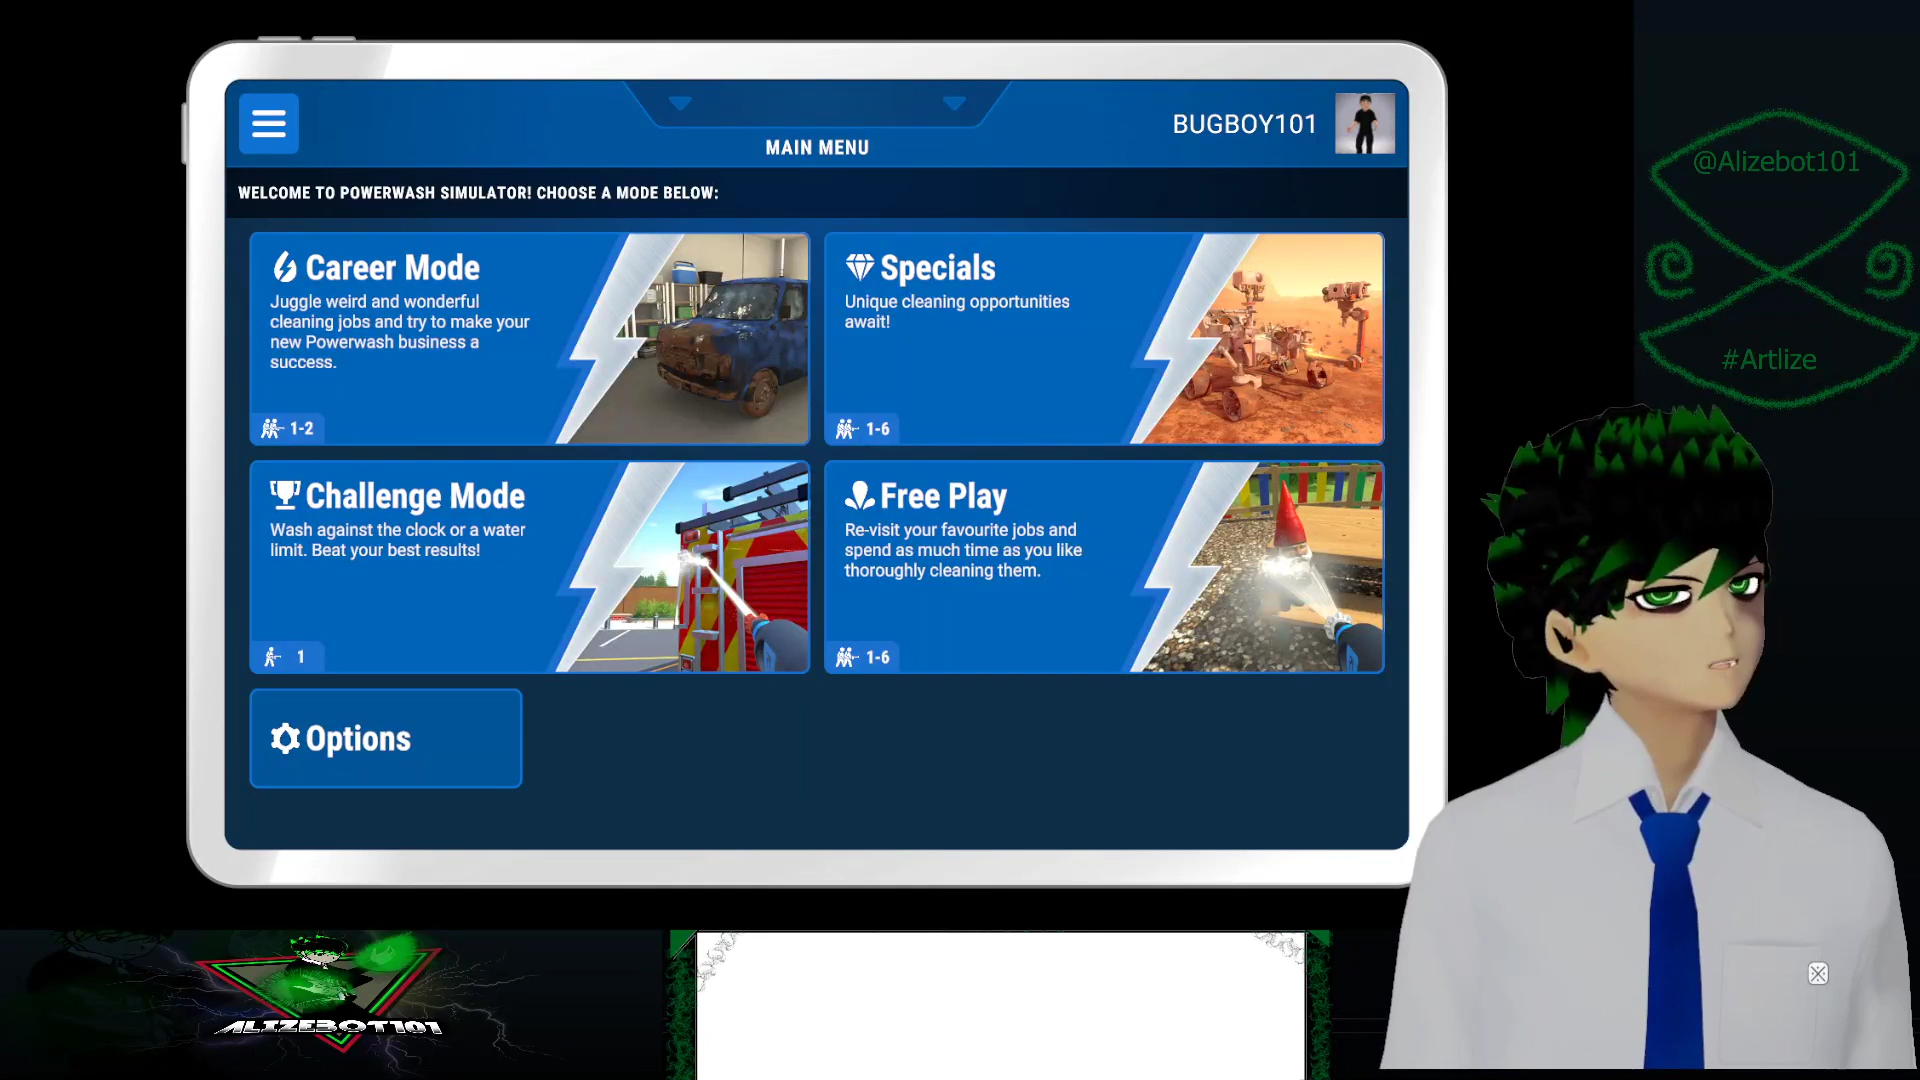 BUGBOY101
MAIN MENU
WELCOME TO POWERWASH SIMULATOR! CHOOSE A MODE BELOW:
Career Mode
Juggle weird and wonderful
cleaning jobs and try to make your
new Powerwash business a
success.
1-2
Specials
Unique cleaning opportunities
await!
1-6
Challenge Mode
Wash against the clock or a water
limit. Beat your best results!
1
Free Play
Re-visit your favourite jobs and
spend as much time as you like
thoroughly cleaning them.
1-6
Options
@Alizebot101
#Artlize
ALIZEBOT101